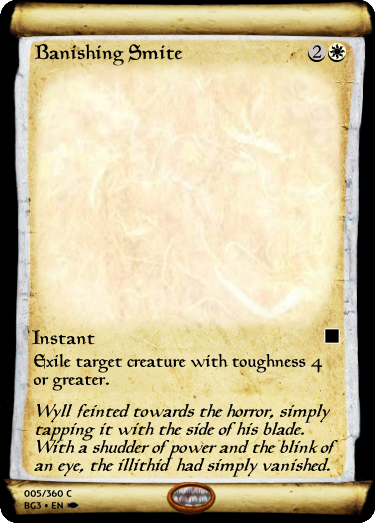 Banishing Smite 2
Instant
Exile target creature with toughness 4
or greater.
Wyll feinted towards the horror, simply
tapping it with the side of his blade.
With a shudder of power and the blink of
an eye, the illithid had simply vanished.
005/360 C
BG3 • EN